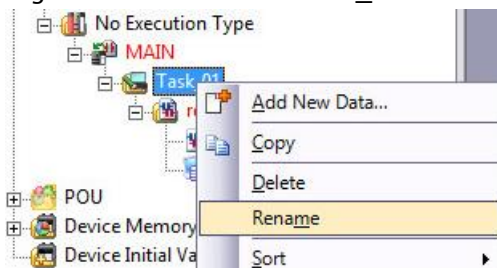 No Execution Type
MAIN
Task_01
Add New Data...
Copy
Delete
POU
Rename
Device Memory
Device Initial Va
Sort